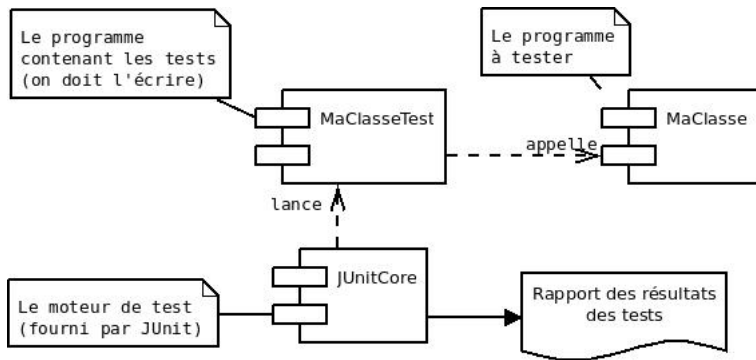 Le programme
contenant les tests
(on doit l'écrire)
Le programme
à tester
MaClasseTest
MaClasse
appelle
lance
JUnitCore
Le moteur de test
(fourni par JUnit)
Rapport des résultats
des tests